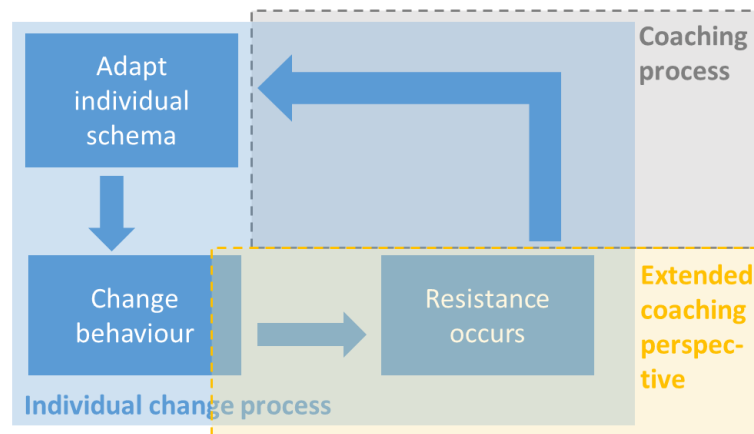 Adapt
individual
schema
Coaching
process
Change
behaviour
Resistance
occurs
Extended
coaching
perspec-
tive
Individual change process